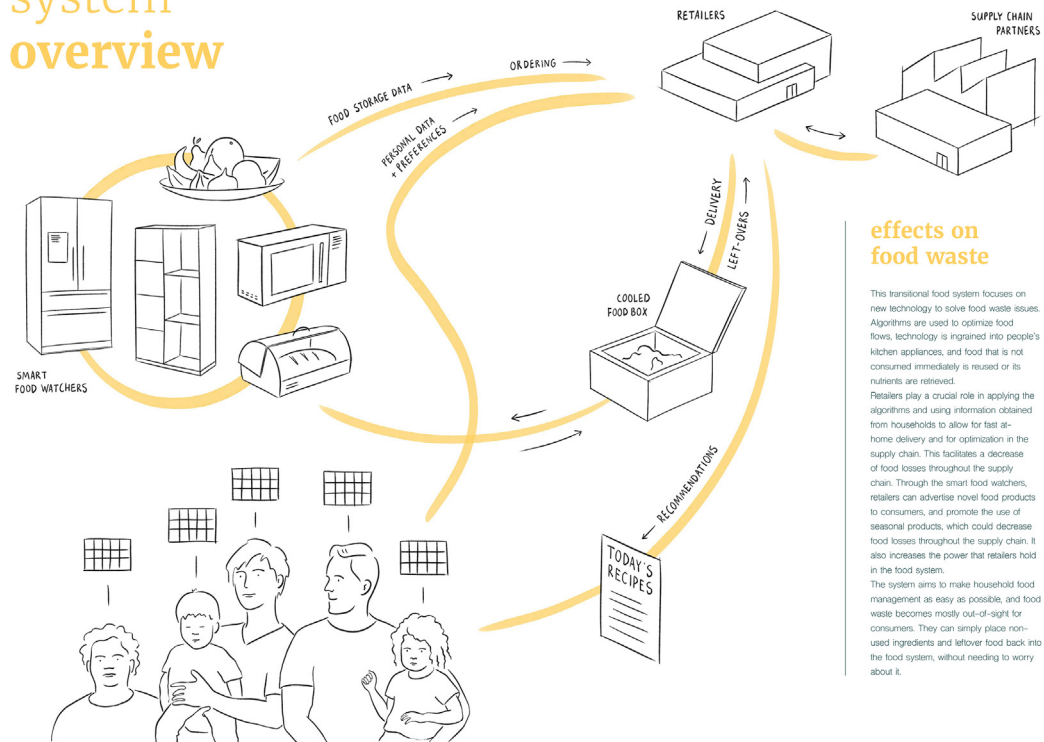 system
overview
RETAILERS
SUPPLY CHAIN
PARTNERS
ORDERING
FOOD STORAGE DATA
PERSONAL DATA
+ PREFERENCES
DELIVERY
LEFT-OVERS
COOLED
FOOD BOX
SMART
FOOD WATCHERS
RECOMMENDATIONS
TODAY'S
RECIPES
effects on
food waste
This transitional food system focuses on
new technology to solve food waste issues.
Algorithms are used to optimize food
flows, technology is ingrained into people's
kitchen appliances, and food that is not
consumed immediately is reused or its
nutrients are retrieved.
Retailers play a crucial role in applying the
algorithms and using information obtained
from households to allow for fast at-
home delivery and for optimization in the
supply chain. This facilitates a decrease
of food losses throughout the supply
chain. Through the smart food watchers,
retailers can advertise novel food products
to consumers, and promote the use of
seasonal products, which could decrease
food losses throughout the supply chain. It
also increases the power that retailers hold
in the food system.
The system aims to make household food
management as easy as possible, and food
waste becomes mostly out-of-sight for
consumers. They can simply place non-
used ingredients and leftover food back into
the food system, without needing to worry
about it.